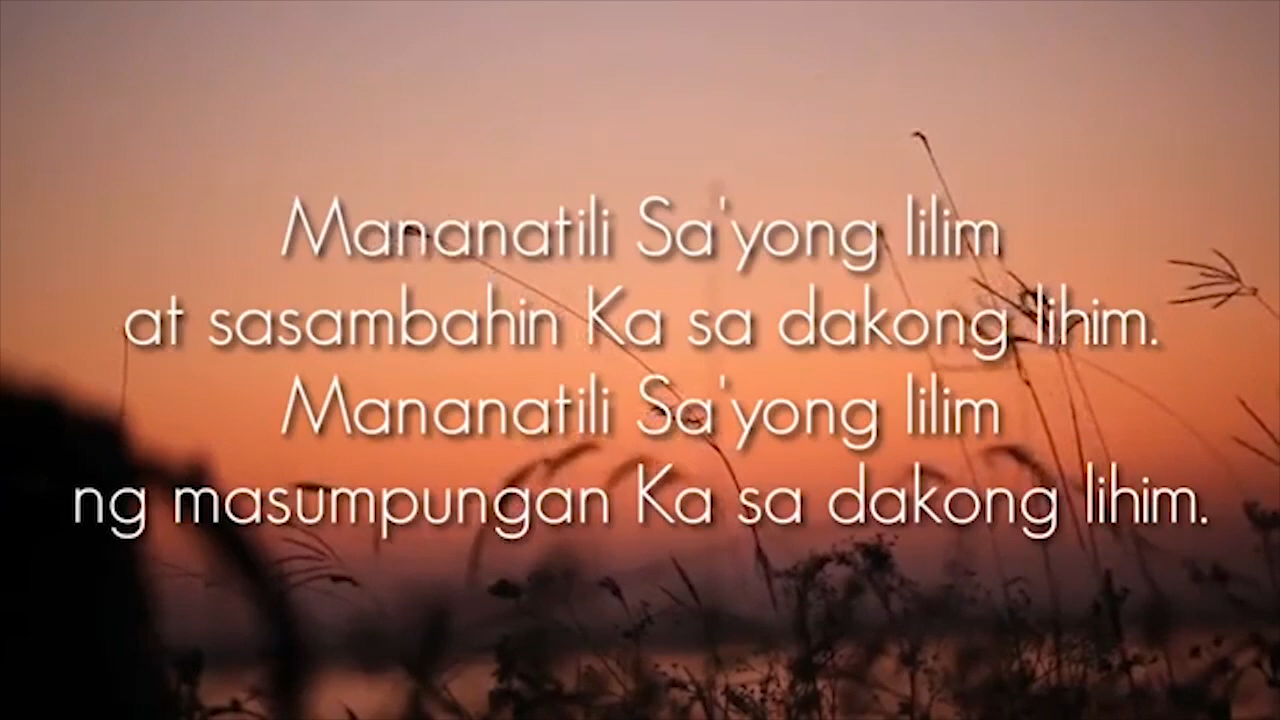 Mananatili Sa'yong lilim
at sasambahin Ka sa dakong lihim.
Mananatili Sa'yong lilim
ng masumpungan Ka sa dakong lihim.